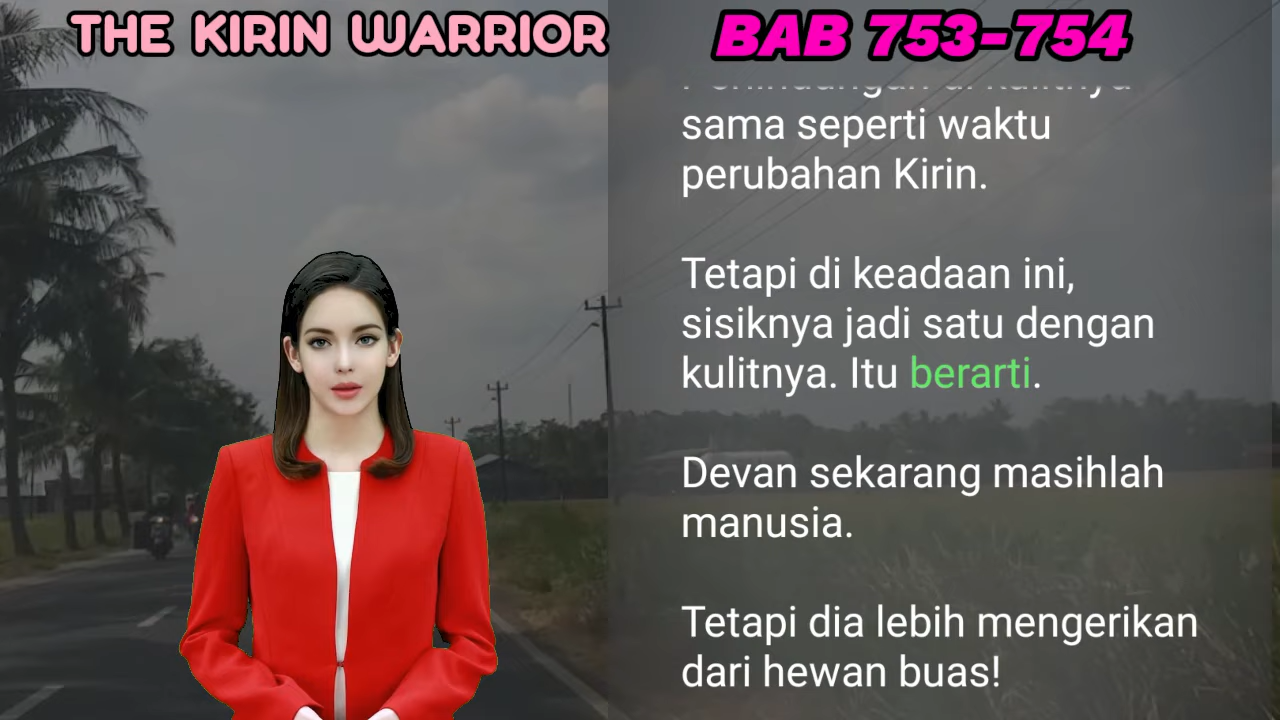 THE KIRIN WARRIOR
BAB 753-754
sama seperti waktu
perubahan Kirin.
Tetapi di keadaan ini,
sisiknya jadi satu dengan
kulitnya. Itu berarti.
Devan sekarang masihlah
manusia.
Tetapi dia lebih mengerikan
dari hewan buas!